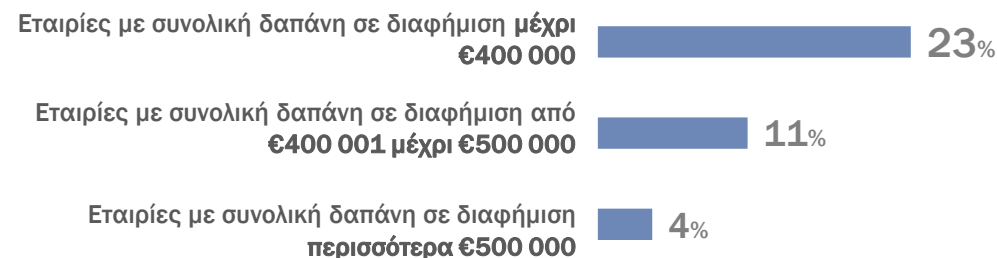 Εταιρίες με συνολική δαπάνη σε διαφήμιση μέχρι
€400 000
23%
Εταιρίες με συνολική δαπάνη σε διαφήμιση από
€400 001 μέχρι €500 000
11%
Εταιρίες με συνολική δαπάνη σε διαφήμιση
περισσότερα €500 000
4%